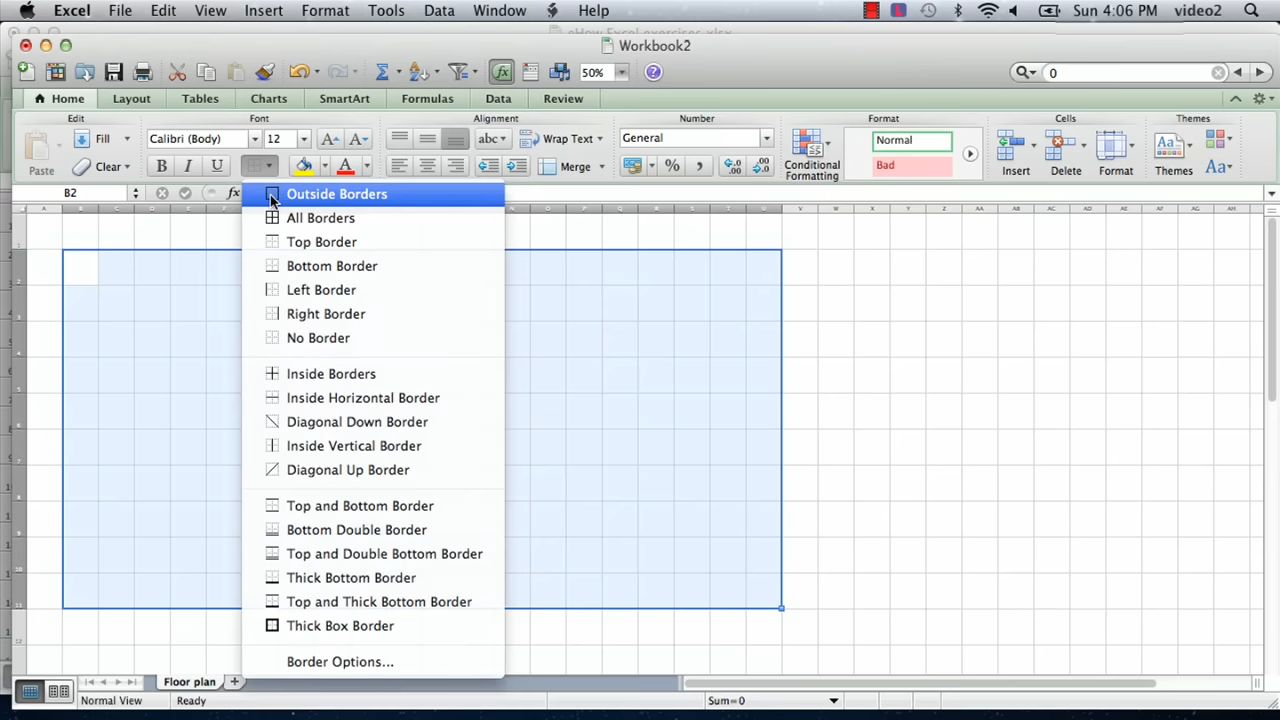 Excel File Edit View Insert Format Tools Data Window Help Sun 4:06 PM video2
eHow Excel exercises.xlsx
Workbook2
50% 0
Home Layout Tables Charts SmartArt Formulas Data Review
Edit Font Alignment Number Format Cells Themes
Paste Fill Calibri (Body) 12 abc Wrap Text General Conditional Formatting Normal Insert Delete Format Themes
Clear B I U A Merge % Bad Aa
B2 fx
Outside Borders
All Borders
Top Border
Bottom Border
Left Border
Right Border
No Border
Inside Borders
Inside Horizontal Border
Diagonal Down Border
Inside Vertical Border
Diagonal Up Border
Top and Bottom Border
Bottom Double Border
Top and Double Bottom Border
Thick Bottom Border
Top and Thick Bottom Border
Thick Box Border
Border Options...
Floor plan
Normal View Ready Sum=0